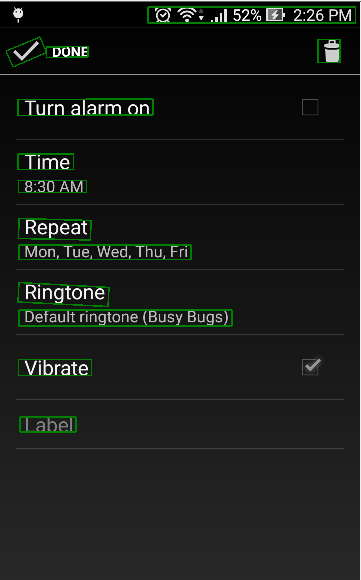 52% 2:26 PM
DONE
Turn alarm on
Time
8:30 AM
Repeat
Mon, Tue, Wed, Thu, Fri
Ringtone
Default ringtone (Busy Bugs)
Vibrate
Label